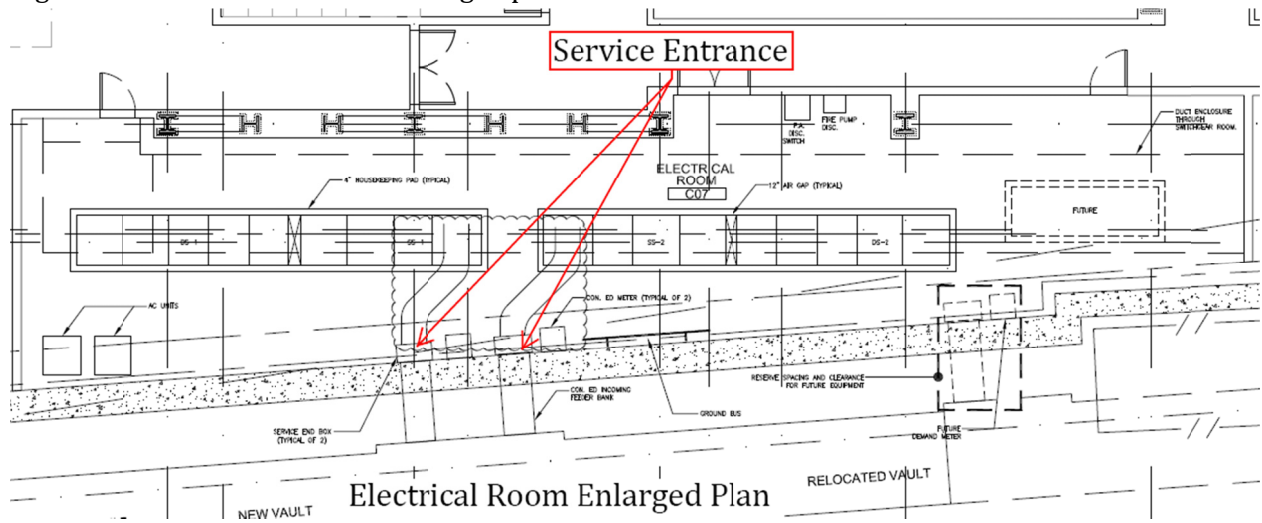 Service Entrance
DUCT ENCLOSURE
THROUGH
SWITCHGEAR ROOM.
P.A.
DISC.
SWITCH
FIRE PUMP
DISC.
ELECTRICAL
ROOM
C07
4" HOUSEKEEPING PAD (TYPICAL)
12" AIR GAP (TYPICAL)
FUTURE
DS-1
SS-1
SS-2
DS-2
AC UNITS
CON. ED METER (TYPICAL OF 2)
RESERVE SPACING AND CLEARANCE
FOR FUTURE EQUIPMENT
CON. ED INCOMING
FEEDER BANK
GROUND BUS
SERVICE END BOX
(TYPICAL OF 2)
FUTURE
DEMAND METER
RELOCATED VAULT
Electrical Room Enlarged Plan
NEW VAULT